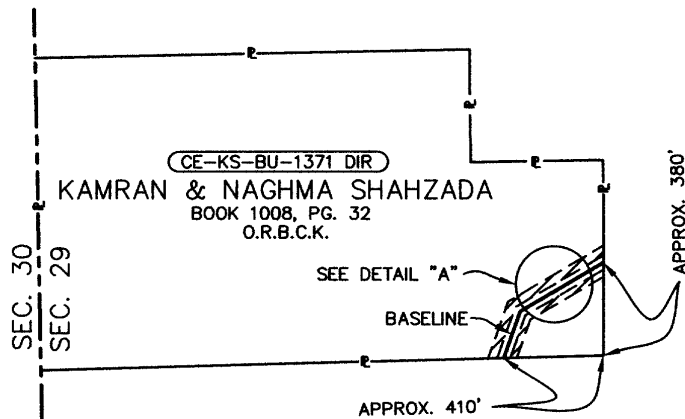 CE-KS-BU-1371 DIR
KAMRAN & NAGHMA SHAHZADA
BOOK 1008, PG. 32
O.R.B.C.K.
SEC. 30
SEC. 29
SEE DETAIL "A"
BASELINE
APPROX. 380'
APPROX. 410'